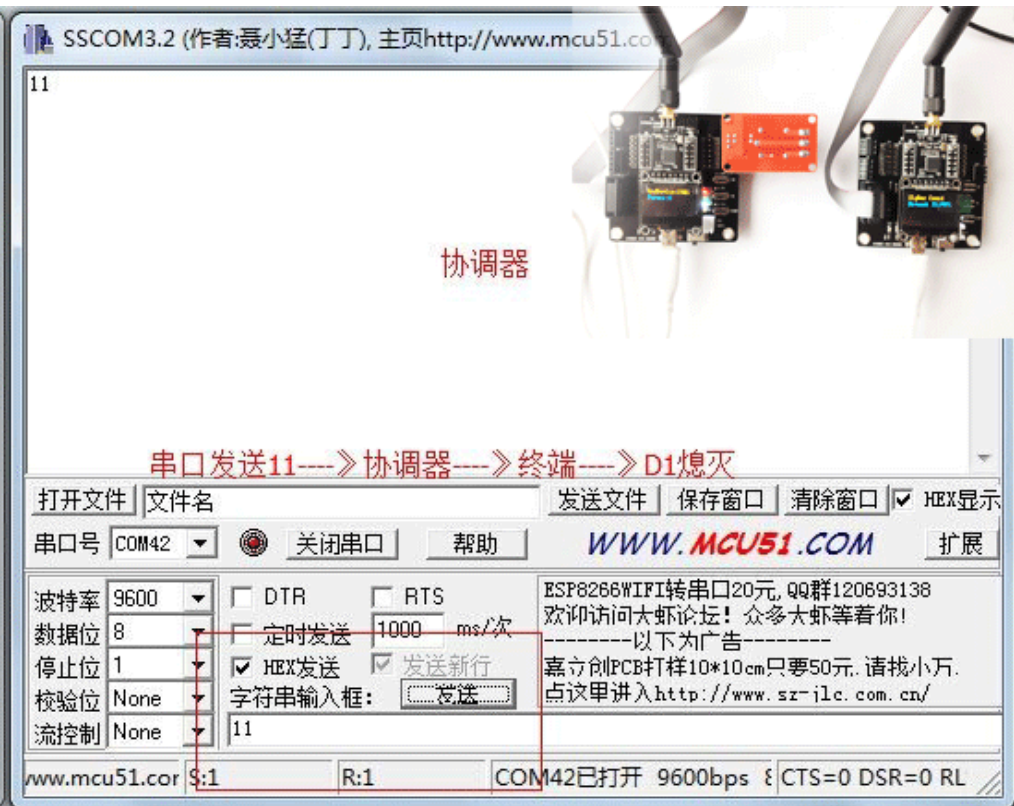 SSCOM3.2 (作者:聂小猛(丁丁), 主页http://www.mcu51.co
11
协调器
串口发送11----》协调器----》终端----》D1熄灭
打开文件 文件名 发送文件 保存窗口 清除窗口 HEX显示
串口号 COM42 关闭串口 帮助 WWW.MCU51.COM 扩展
波特率 9600 DTR RTS ESP8266WIFI转串口20元,QQ群120693138
欢迎访问大虾论坛！众多大虾等着你!
数据位 8 定时发送 1000 ms/次 --------以下为广告--------
停止位 1 HEX发送 发送新行 嘉立创PCB打样10*10cm只要50元.请找小万.
校验位 None 字符串输入框: 发送 点这里进入http://www.sz-jlc.com.cn/
流控制 None 11
www.mcu51.cor S:1 R:1 COM42已打开 9600bps 8 CTS=0 DSR=0 RL